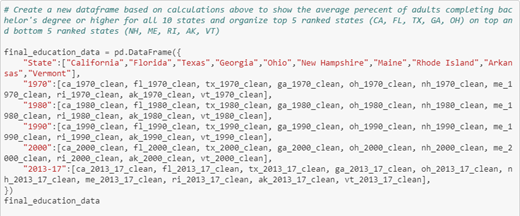 # Create a new dataframe based on calculations above to show the average perecent of adults completing bac
helor's degree or higher for all 10 states and organize top 5 ranked states (CA, FL, TX, GA, OH) on top an
d bottom 5 ranked states (NH, ME, RI, AK, VT)
final_education_data = pd.DataFrame({
"State":["California","Florida","Texas","Georgia","Ohio","New Hampshire","Maine","Rhode Island","Arkan
sas","Vermont"],
"1970":[ca_1970_clean, fl_1970_clean, tx_1970_clean, ga_1970_clean, oh_1970_clean, nh_1970_clean, me_1
970_clean, ri_1970_clean, ak_1970_clean, vt_1970_clean],
"1980":[ca_1980_clean, fl_1980_clean, tx_1980_clean, ga_1980_clean, oh_1980_clean, nh_1980_clean, me_1
980_clean, ri_1980_clean, ak_1980_clean, vt_1980_clean],
"1990":[ca_1990_clean, fl_1990_clean, tx_1990_clean, ga_1990_clean, oh_1990_clean, nh_1990_clean, me_1
990_clean, ri_1990_clean, ak_1990_clean, vt_1990_clean],
"2000":[ca_2000_clean, fl_2000_clean, tx_2000_clean, ga_2000_clean, oh_2000_clean, nh_2000_clean, me_2
000_clean, ri_2000_clean, ak_2000_clean, vt_2000_clean],
"2013-17":[ca_2013_17_clean, fl_2013_17_clean, tx_2013_17_clean, ga_2013_17_clean, oh_2013_17_clean, n
h_2013_17_clean, me_2013_17_clean, ri_2013_17_clean, ak_2013_17_clean, vt_2013_17_clean],
})
final_education_data